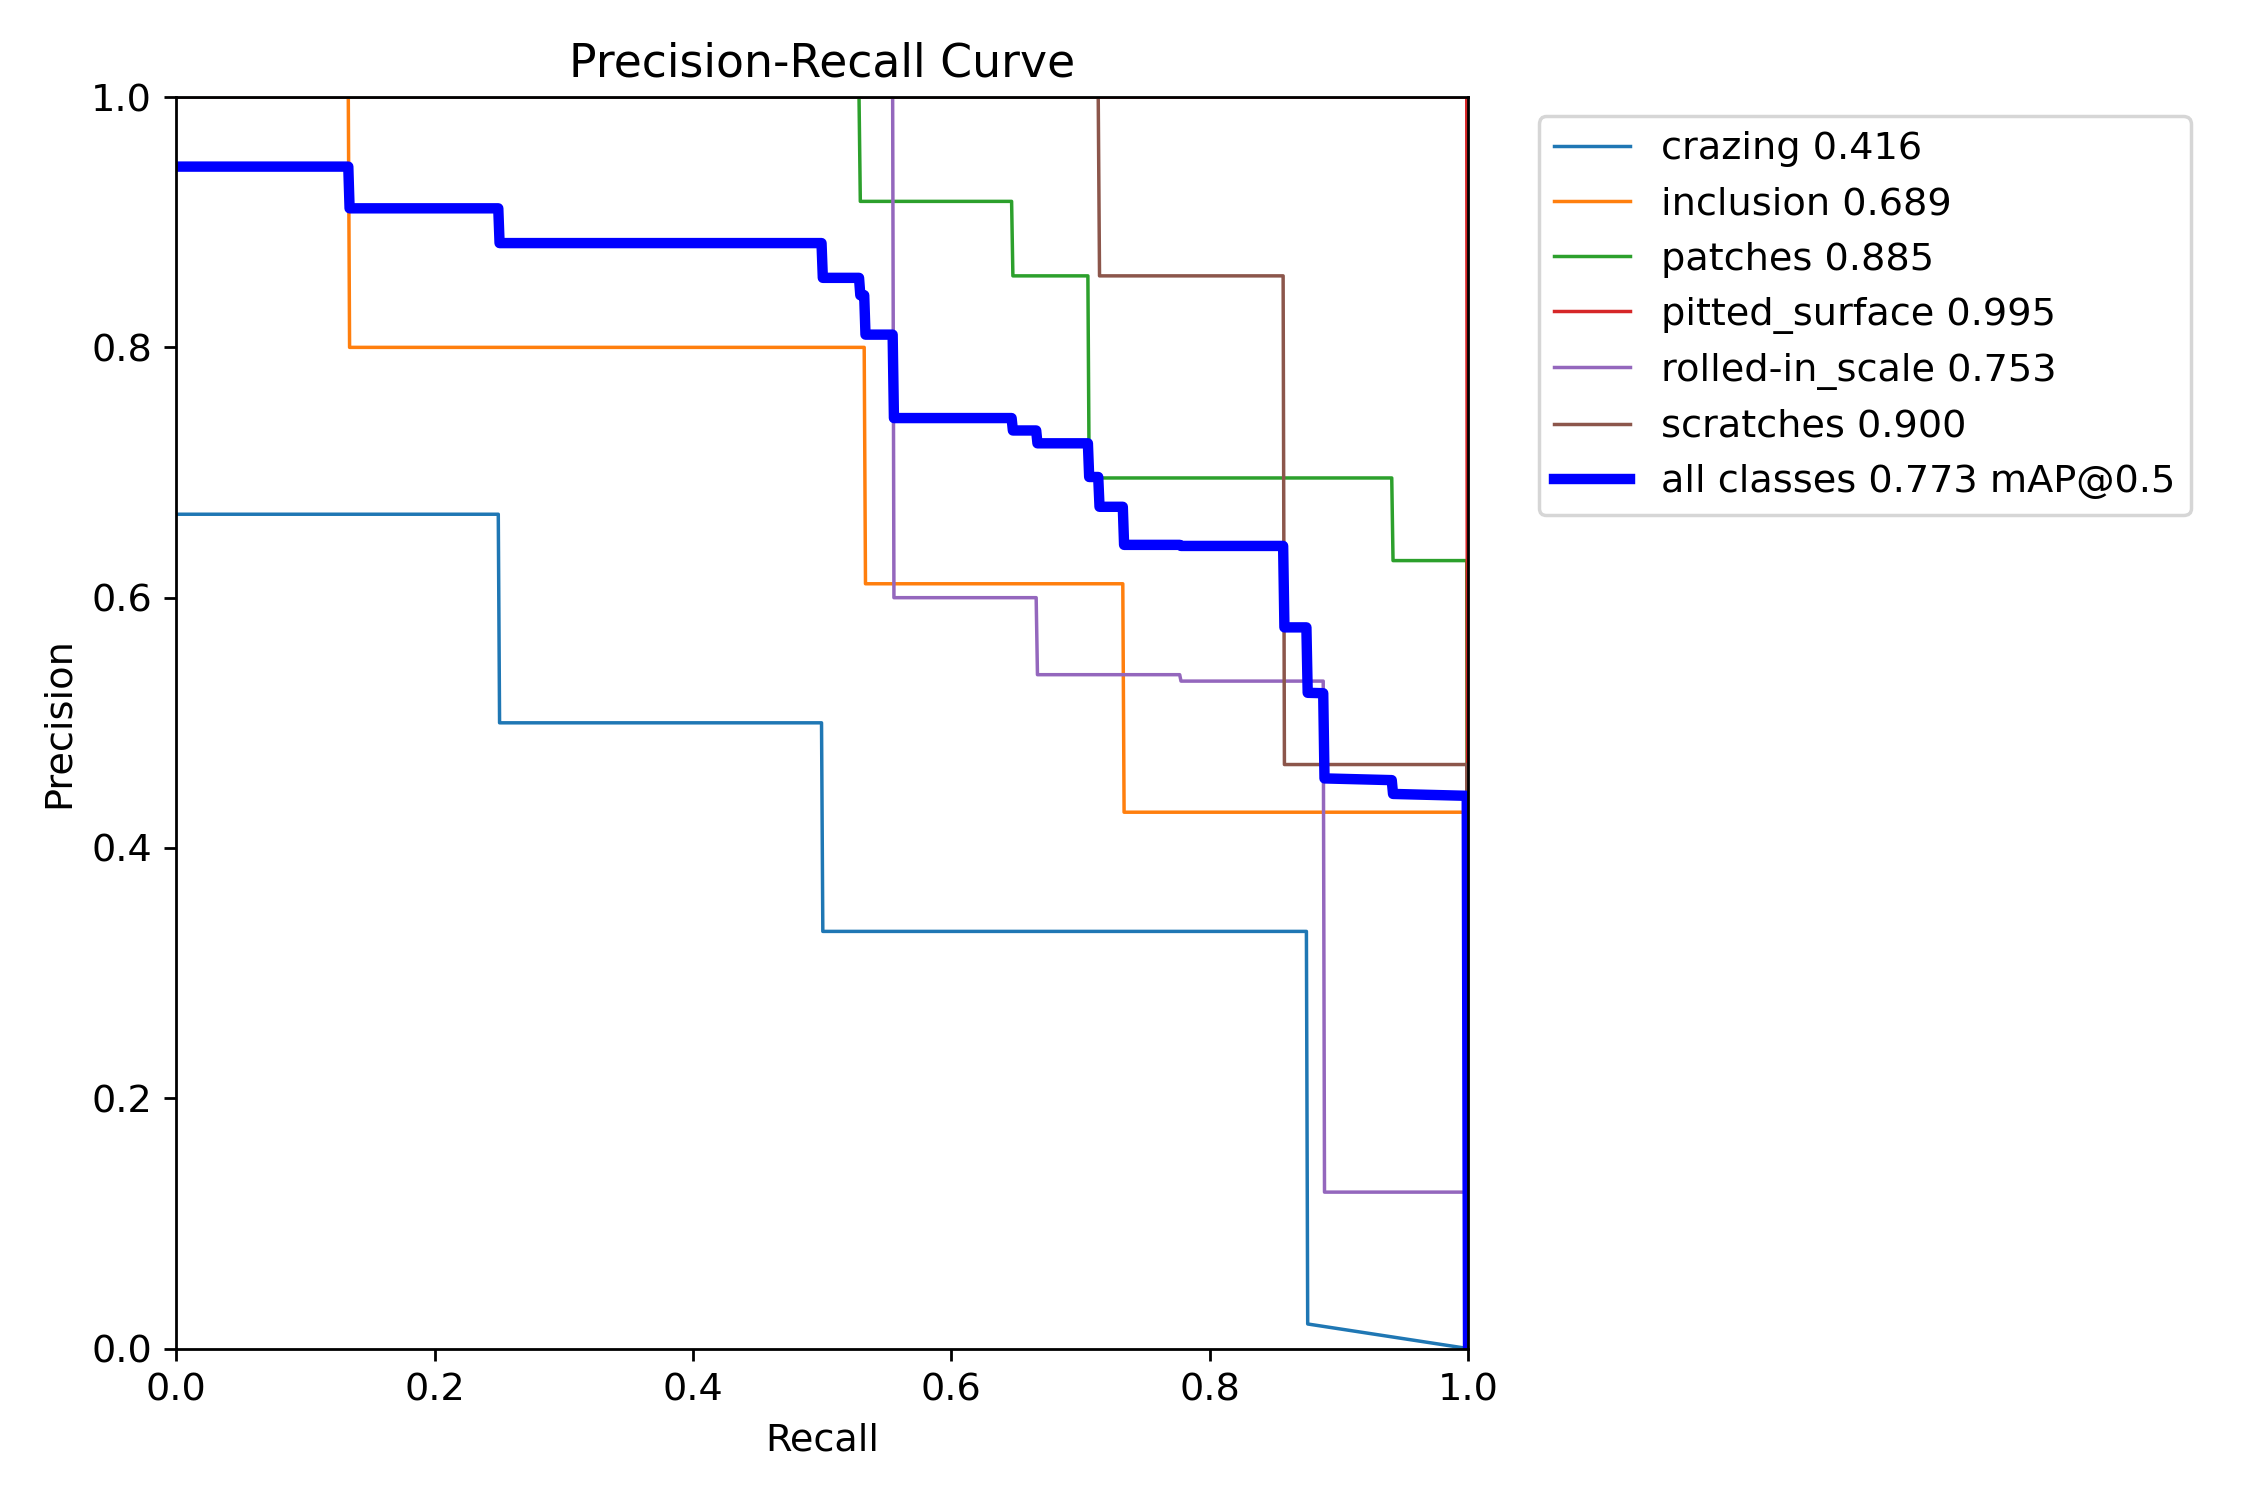 Precision-Recall Curve
1.0
0.8
0.6
0.4
0.2
0.0
Precision
0.0 0.2 0.4 0.6 0.8 1.0
Recall
crazing 0.416
inclusion 0.689
patches 0.885
pitted_surface 0.995
rolled-in_scale 0.753
scratches 0.900
all classes 0.773 mAP@0.5